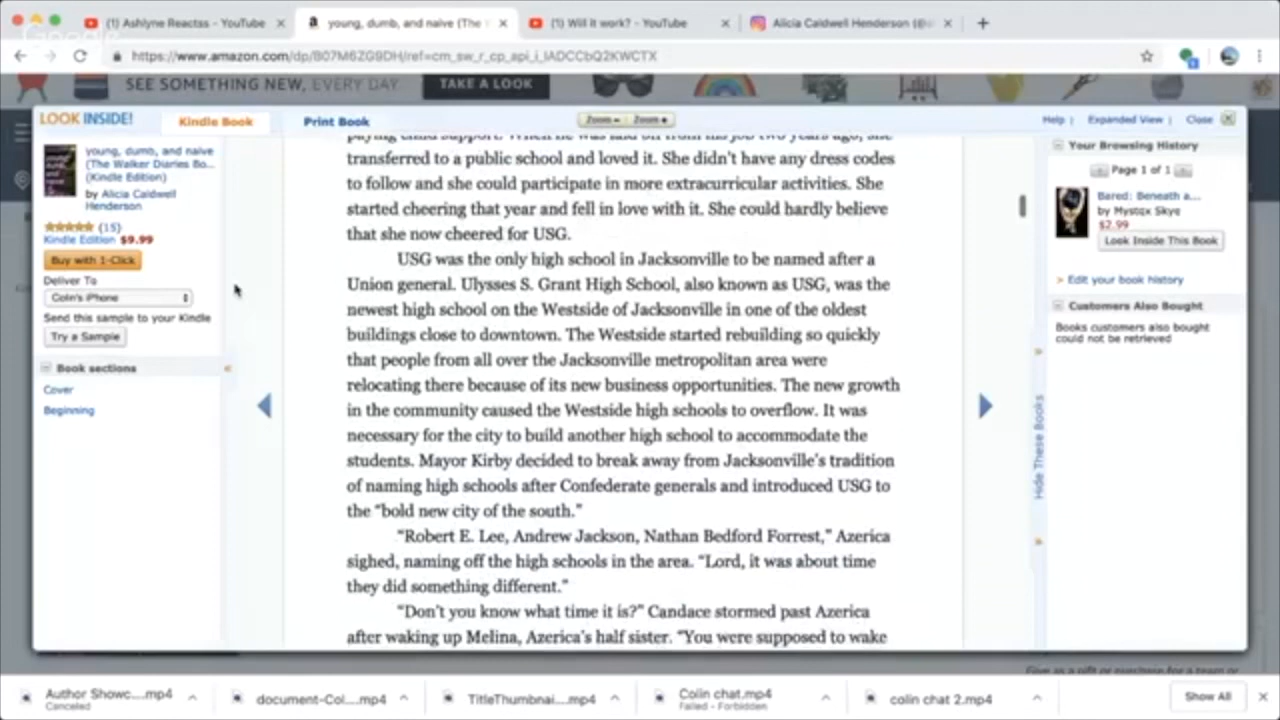 (1) Ashlyne Reactss - YouTube
young, dumb, and naive (The
(1) Will it work? - YouTube
Alicia Caldwell Henderson (@
https://www.amazon.com/dp/B07M6ZG9DH/ref=cm_sw_r_cp_api_i_IADCCbQ2KWCTX
SEE SOMETHING NEW, EVERY DAY
TAKE A LOOK
LOOK INSIDE!
Kindle Book
Print Book
Zoom -
Zoom +
Help |
Expanded View |
Close
young, dumb, and naive
(The Walker Diaries Bo...
(Kindle Edition)
by Alicia Caldwell
Henderson
(15)
Kindle Edition $9.99
Buy with 1-Click
Deliver To
Colin's iPhone
Send this sample to your Kindle
Try a Sample
Book sections
Cover
Beginning
paying child support. When he was laid off from his job two years ago, she
transferred to a public school and loved it. She didn't have any dress codes
to follow and she could participate in more extracurricular activities. She
started cheering that year and fell in love with it. She could hardly believe
that she now cheered for USG.
USG was the only high school in Jacksonville to be named after a
Union general. Ulysses S. Grant High School, also known as USG, was the
newest high school on the Westside of Jacksonville in one of the oldest
buildings close to downtown. The Westside started rebuilding so quickly
that people from all over the Jacksonville metropolitan area were
relocating there because of its new business opportunities. The new growth
in the community caused the Westside high schools to overflow. It was
necessary for the city to build another high school to accommodate the
students. Mayor Kirby decided to break away from Jacksonville's tradition
of naming high schools after Confederate generals and introduced USG to
the "bold new city of the south."
"Robert E. Lee, Andrew Jackson, Nathan Bedford Forrest," Azerica
sighed, naming off the high schools in the area. "Lord, it was about time
they did something different."
"Don't you know what time it is?" Candace stormed past Azerica
after waking up Melina, Azerica's half sister. "You were supposed to wake
Your Browsing History
Page 1 of 1
Bared: Beneath a...
by Mystex Skye
$2.99
Look Inside This Book
> Edit your book history
Customers Also Bought
Books customers also bought
could not be retrieved
Hide These Books
Author Showc....mp4
Canceled
document-Col....mp4
TitleThumbnai....mp4
Colin chat.mp4
Failed - Forbidden
colin chat 2.mp4
Show All